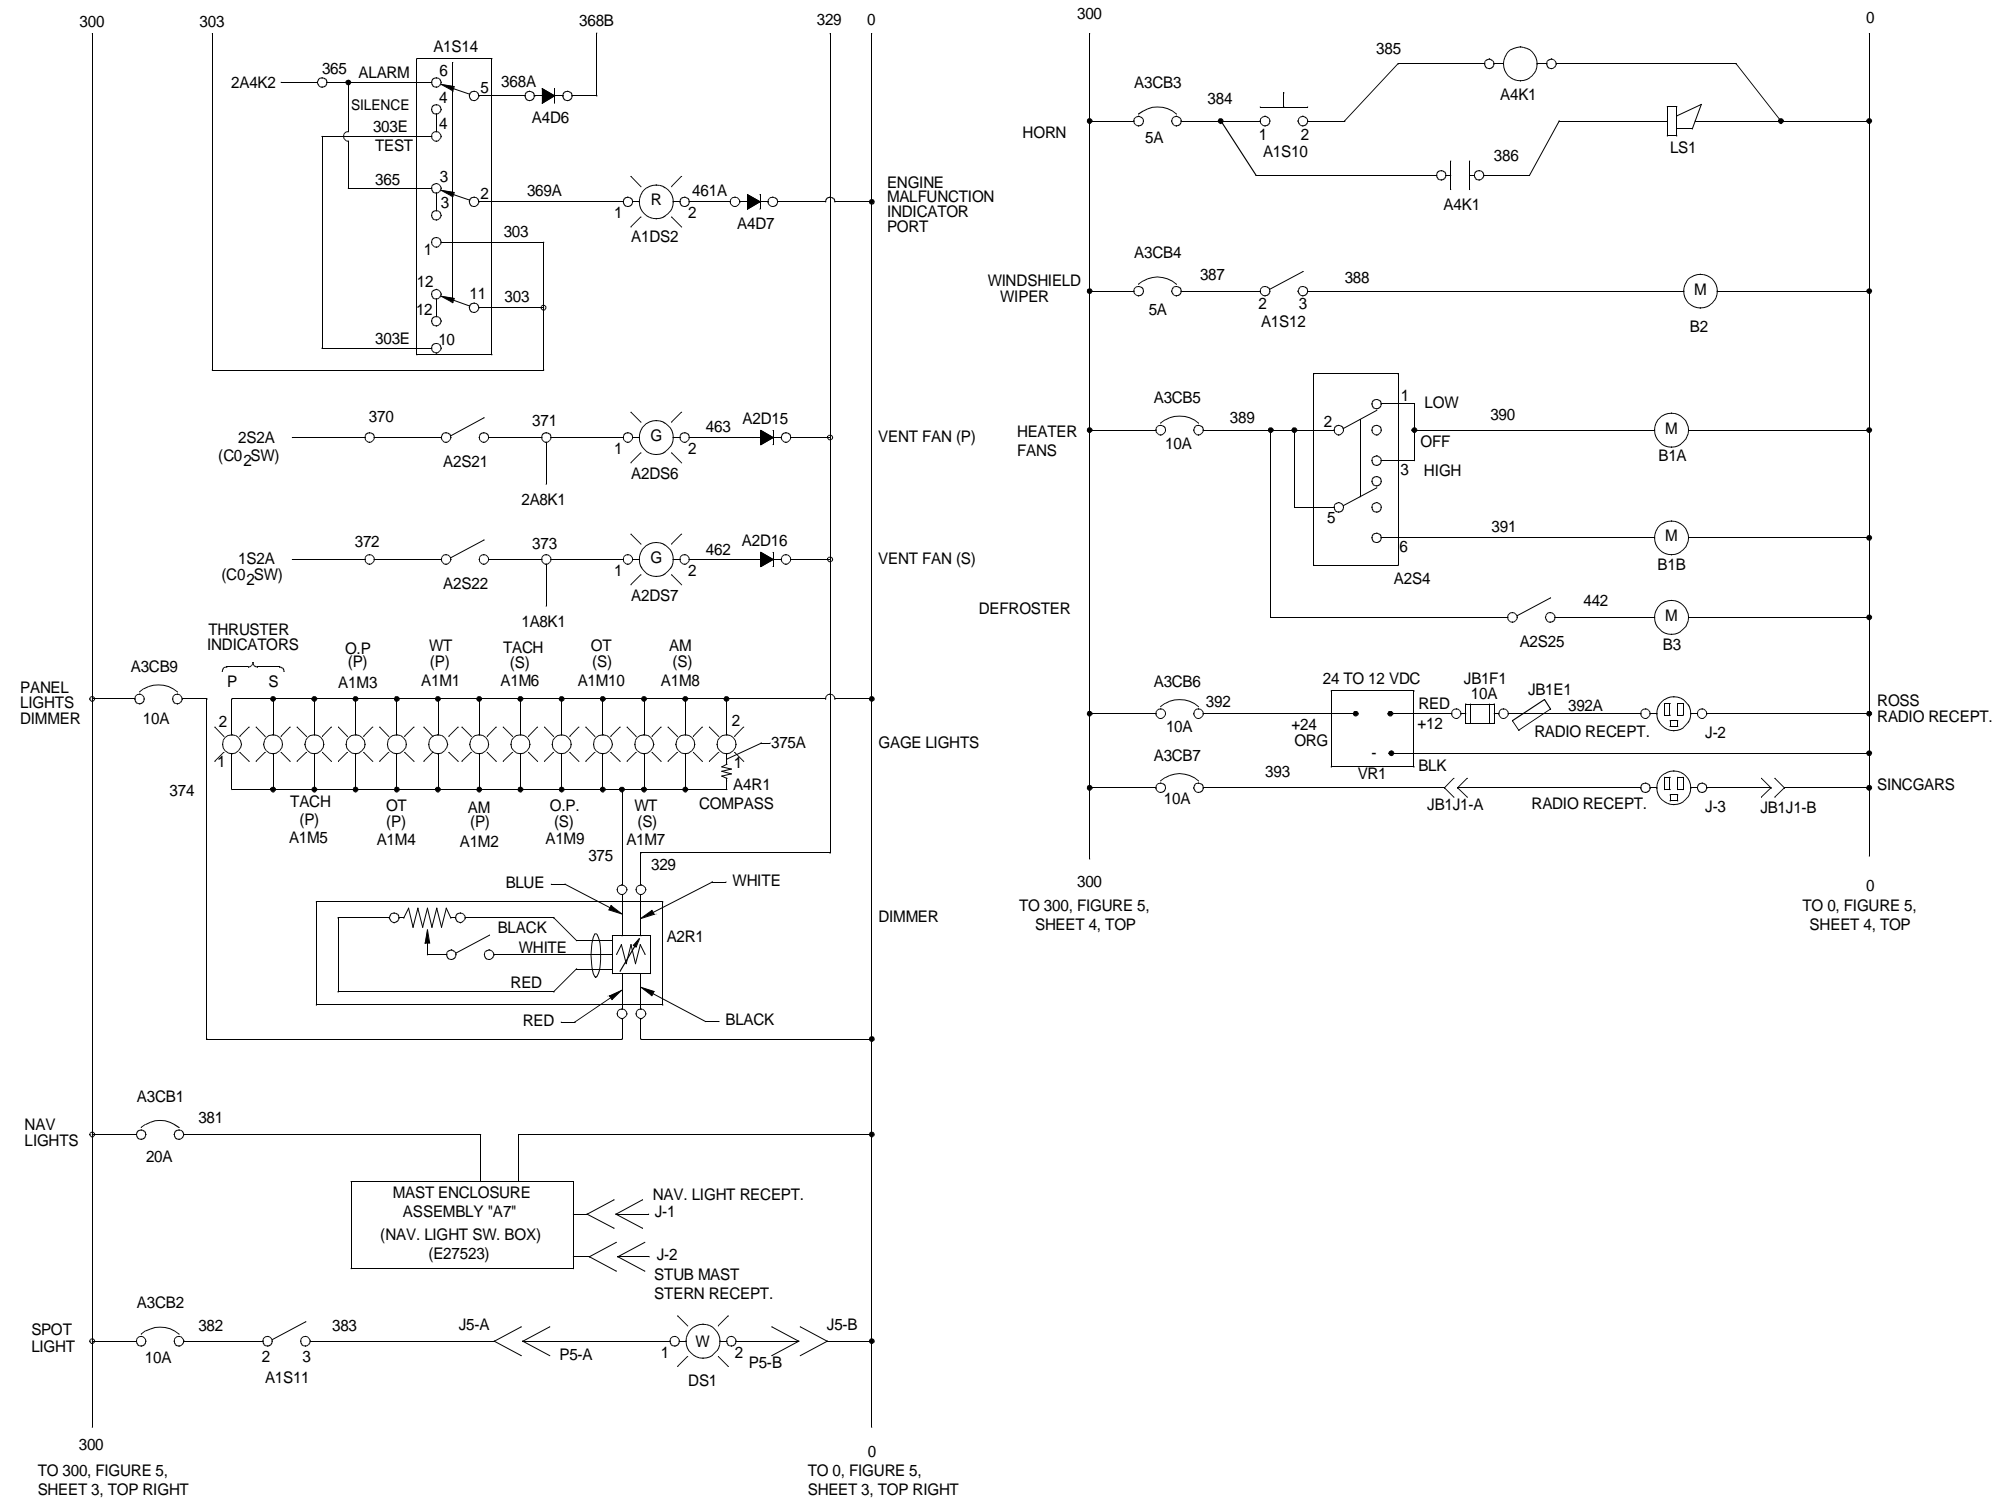 300
303
368B
329
0
A1S14
2A4K2
365
ALARM
6
5
368A
A4D6
SILENCE
4
303E
4
TEST
365
3
3
2
369A
1
R
2
A1DS2
461A
A4D7
ENGINE
MALFUNCTION
INDICATOR
PORT
1
303
12
11
303
12
303E
10
2S2A
(C02SW)
370
A2S21
371
2A8K1
1
G
2
A2DS6
463
A2D15
VENT FAN (P)
1S2A
(C02SW)
372
A2S22
373
1A8K1
1
G
2
A2DS7
462
A2D16
VENT FAN (S)
THRUSTER
INDICATORS
P
S
O.P
(P)
A1M3
WT
(P)
A1M1
TACH
(S)
A1M6
OT
(S)
A1M10
AM
(S)
A1M8
PANEL
LIGHTS
DIMMER
A3CB9
10A
2
1
2
1
375A
A4R1
COMPASS
GAGE LIGHTS
374
TACH
(P)
A1M5
OT
(P)
A1M4
AM
(P)
A1M2
O.P.
(S)
A1M9
WT
(S)
A1M7
375
329
BLUE
WHITE
DIMMER
BLACK
WHITE
RED
A2R1
RED
BLACK
NAV
LIGHTS
A3CB1
20A
381
MAST ENCLOSURE
ASSEMBLY "A7"
(NAV. LIGHT SW. BOX)
(E27523)
NAV. LIGHT RECEPT.
J-1
J-2
STUB MAST
STERN RECEPT.
SPOT
LIGHT
A3CB2
10A
382
2
3
A1S11
383
J5-A
P5-A
1
W
2
DS1
P5-B
J5-B
300
TO 300, FIGURE 5,
SHEET 3, TOP RIGHT
0
TO 0, FIGURE 5,
SHEET 3, TOP RIGHT
300
0
HORN
A3CB3
5A
384
1
2
A1S10
385
A4K1
A4K1
386
LS1
WINDSHIELD
WIPER
A3CB4
5A
387
2
3
A1S12
388
M
B2
HEATER
FANS
A3CB5
10A
389
2
1
LOW
OFF
3
HIGH
5
6
A2S4
390
M
B1A
391
M
B1B
DEFROSTER
A2S25
442
M
B3
A3CB6
10A
392
24 TO 12 VDC
+24
ORG
-
VR1
RED
+12
BLK
JB1F1
10A
JB1E1
392A
RADIO RECEPT.
J-2
ROSS
RADIO RECEPT.
A3CB7
10A
393
JB1J1-A
RADIO RECEPT.
J-3
JB1J1-B
SINCGARS
300
TO 300, FIGURE 5,
SHEET 4, TOP
0
TO 0, FIGURE 5,
SHEET 4, TOP